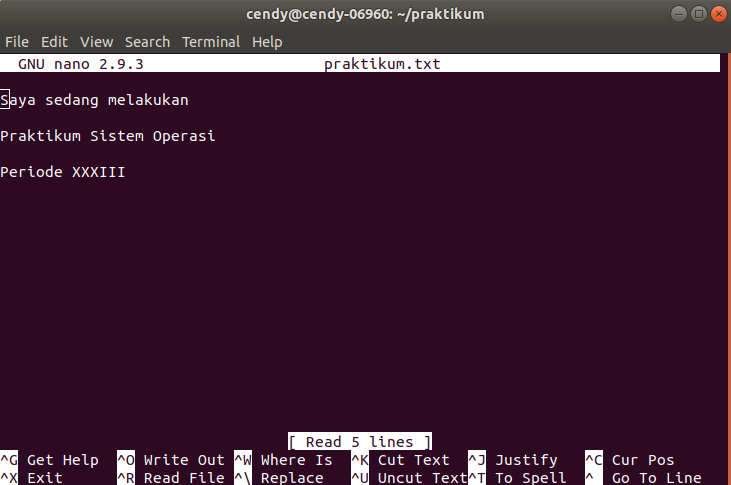 cendy@cendy-06960: ~/praktikum
File Edit View Search Terminal Help
GNU nano 2.9.3 praktikum.txt
Saya sedang melakukan
Praktikum Sistem Operasi
Periode XXXIII
[ Read 5 lines ]
^G Get Help ^O Write Out ^W Where Is ^K Cut Text ^J Justify ^C Cur Pos
^X Exit ^R Read File ^\ Replace ^U Uncut Text ^T To Spell ^_ Go To Line